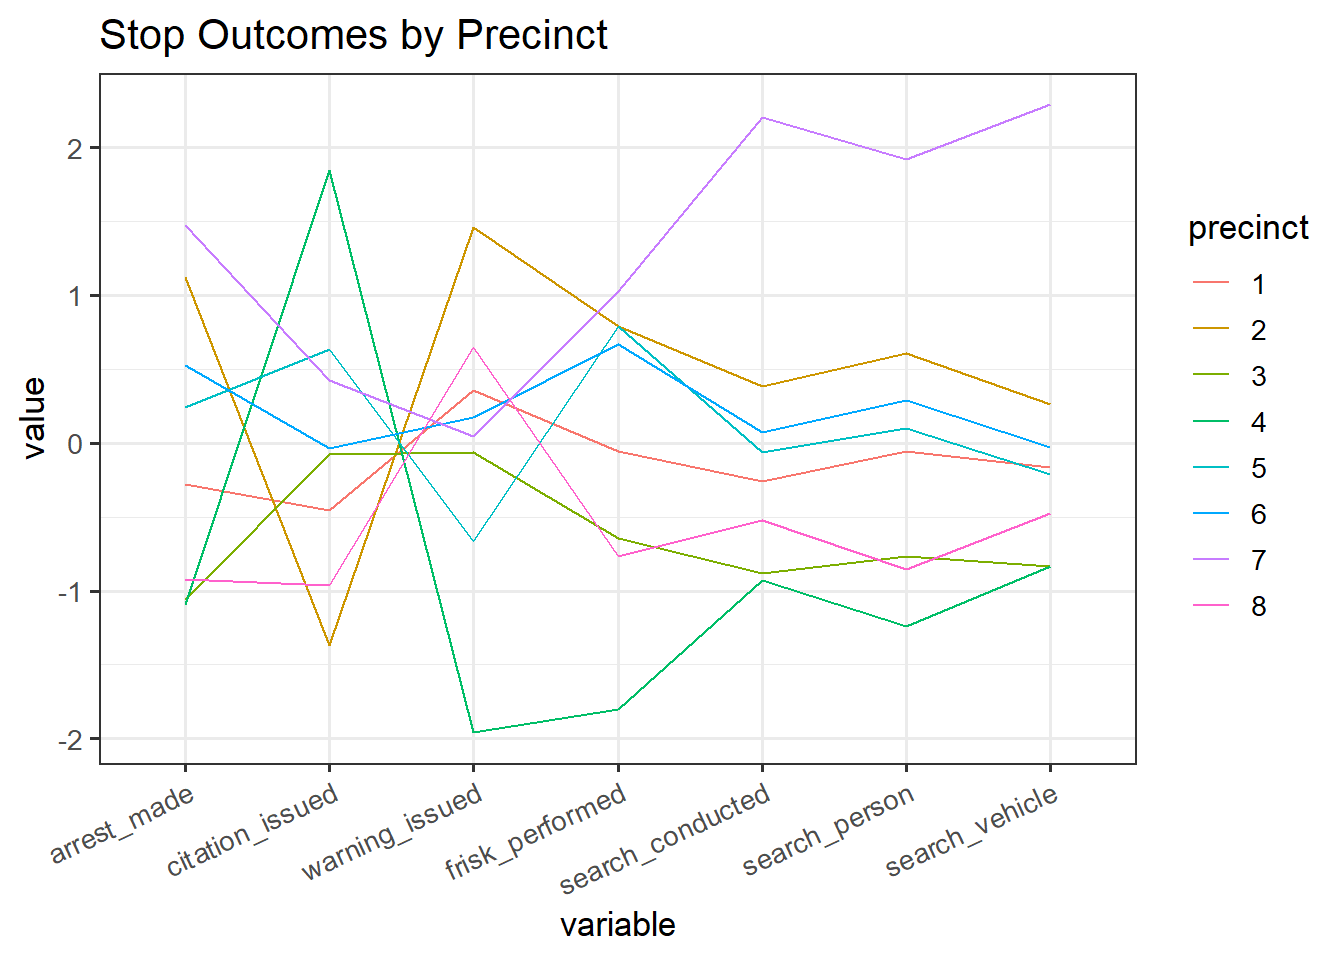 Stop Outcomes by Precinct
value
2
1
0
-1
-2
arrest_made
citation_issued
warning_issued
frisk_performed
search_conducted
search_person
search_vehicle
variable
precinct
1
2
3
4
5
6
7
8